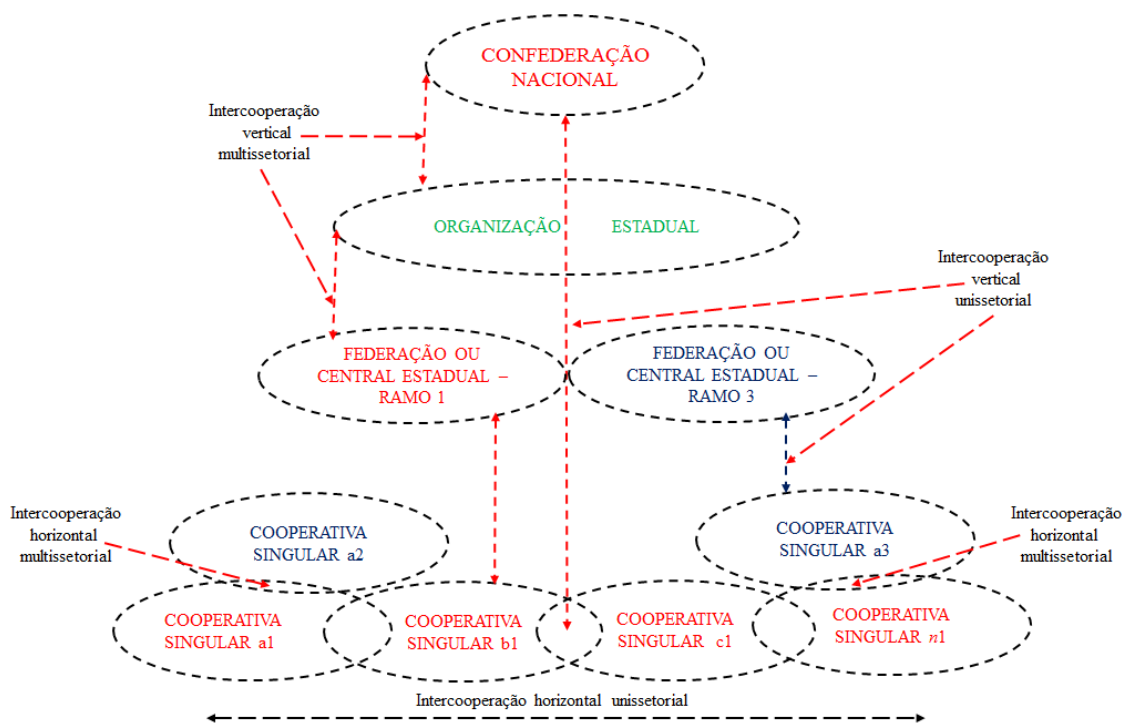 CONFEDERAÇÃO
NACIONAL
Intercooperação
vertical
multissetorial
ORGANIZAÇÃO ESTADUAL
Intercooperação
vertical
unissetorial
FEDERAÇÃO OU
CENTRAL ESTADUAL –
RAMO 1
FEDERAÇÃO OU
CENTRAL ESTADUAL –
RAMO 3
Intercooperação
horizontal
multissetorial
COOPERATIVA
SINGULAR a2
COOPERATIVA
SINGULAR a3
Intercooperação
horizontal
multissetorial
COOPERATIVA
SINGULAR a1
COOPERATIVA
SINGULAR b1
COOPERATIVA
SINGULAR c1
COOPERATIVA
SINGULAR n1
Intercooperação horizontal unissetorial